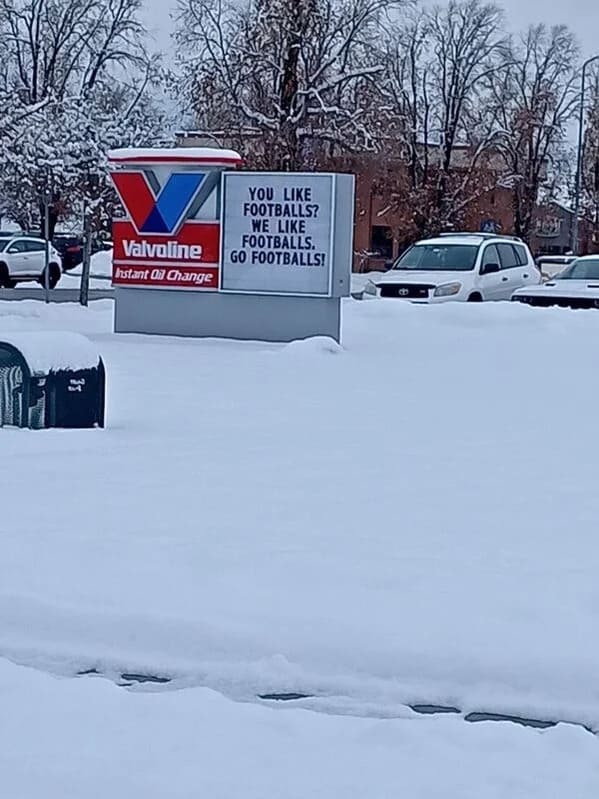 Valvoline
Instant Oil Change
YOU LIKE
FOOTBALLS?
WE LIKE
FOOTBALLS.
GO FOOTBALLS!